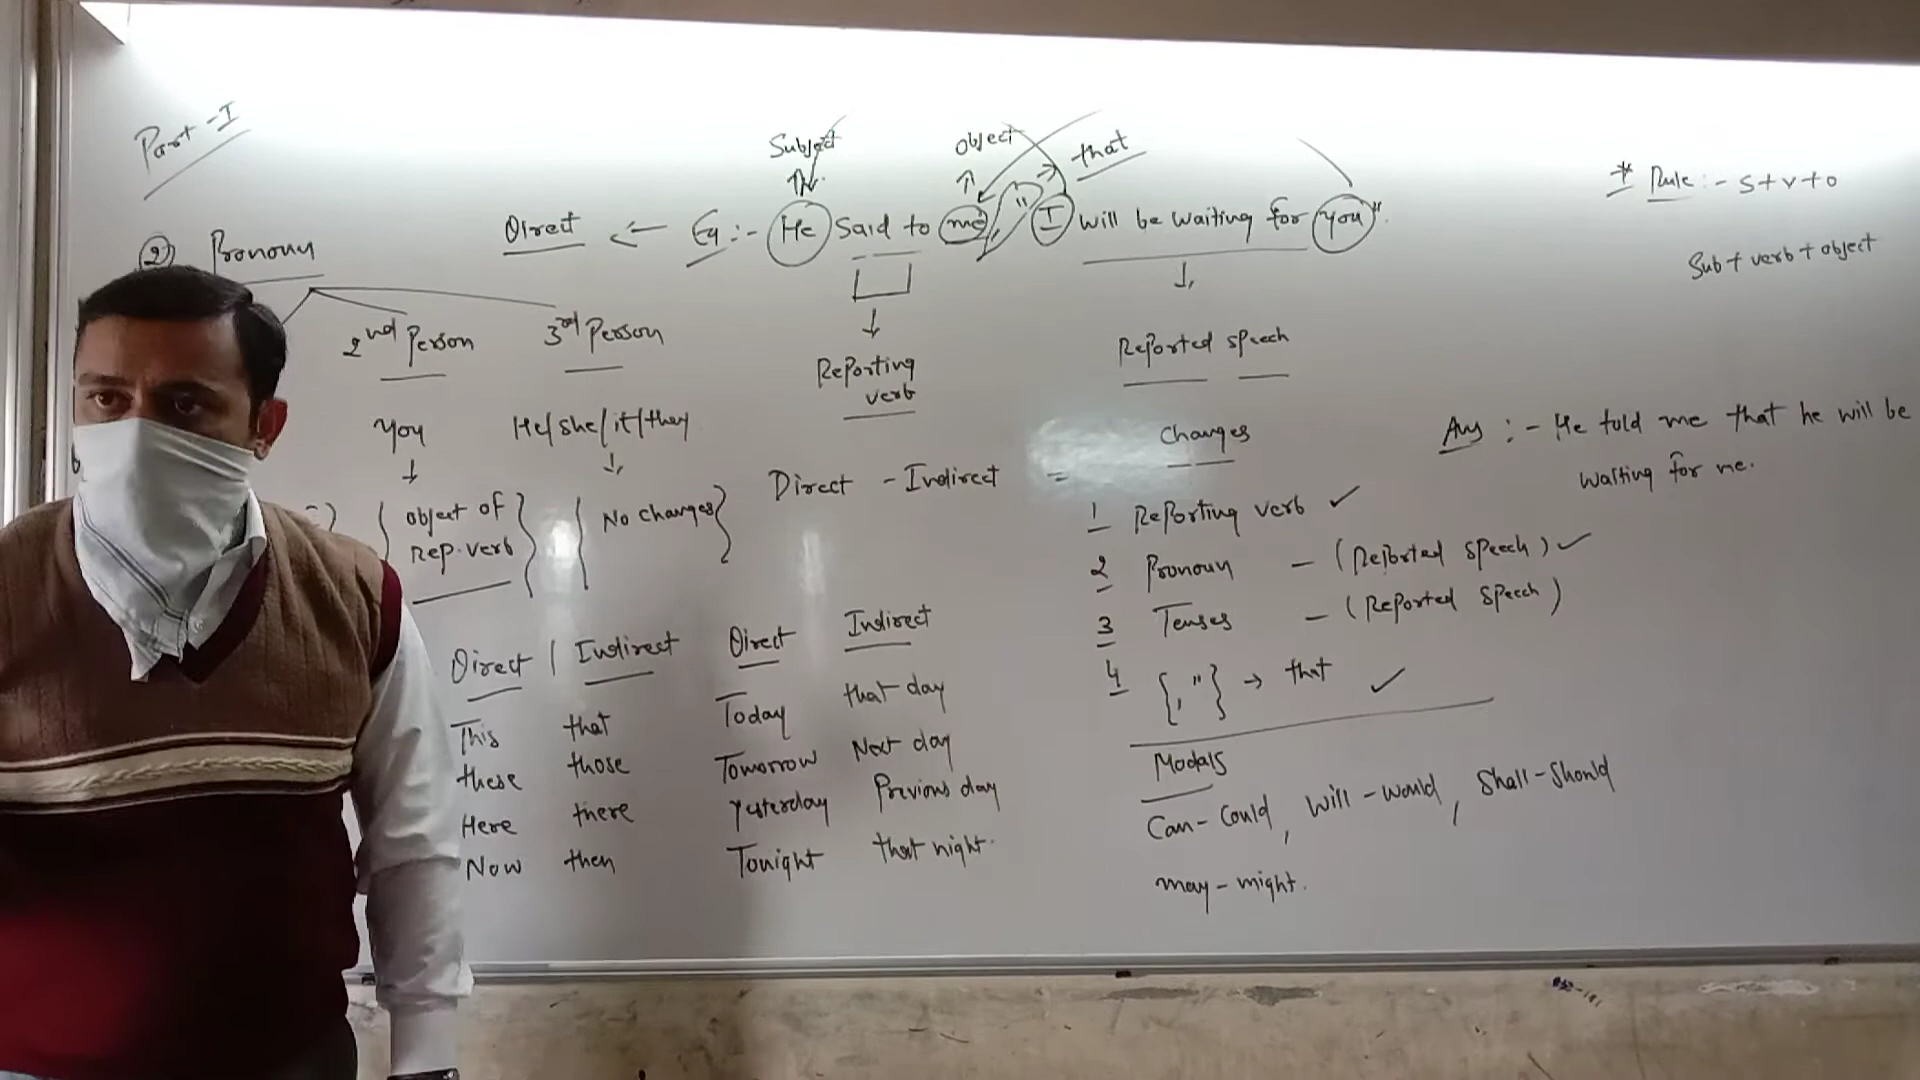 Part-I
Subject
object
that
* Rule:- S+V+O
Direct ← Eg:- He said to me, " I will be waiting for you".
② Pronoun
Sub + verb + object
2nd Person
3rd Person
Reporting verb
Reported speech
You
He/she/it/they
Changes
Ans :- He told me that he will be
waiting for me.
Direct - Indirect =
{ object of Rep. verb }
{ No changes }
1 Reporting verb ✓
2 Pronoun - (Reported speech) ✓
3 Tenses - (Reported speech)
4 {, "} → that ✓
Direct | Indirect
This that
these those
Here there
Now then
Direct Indirect
Today that day
Tomorrow Next day
Yesterday Previous day
Tonight that night.
Modals
Can- Could, will-would, Shall-Should
may-might.